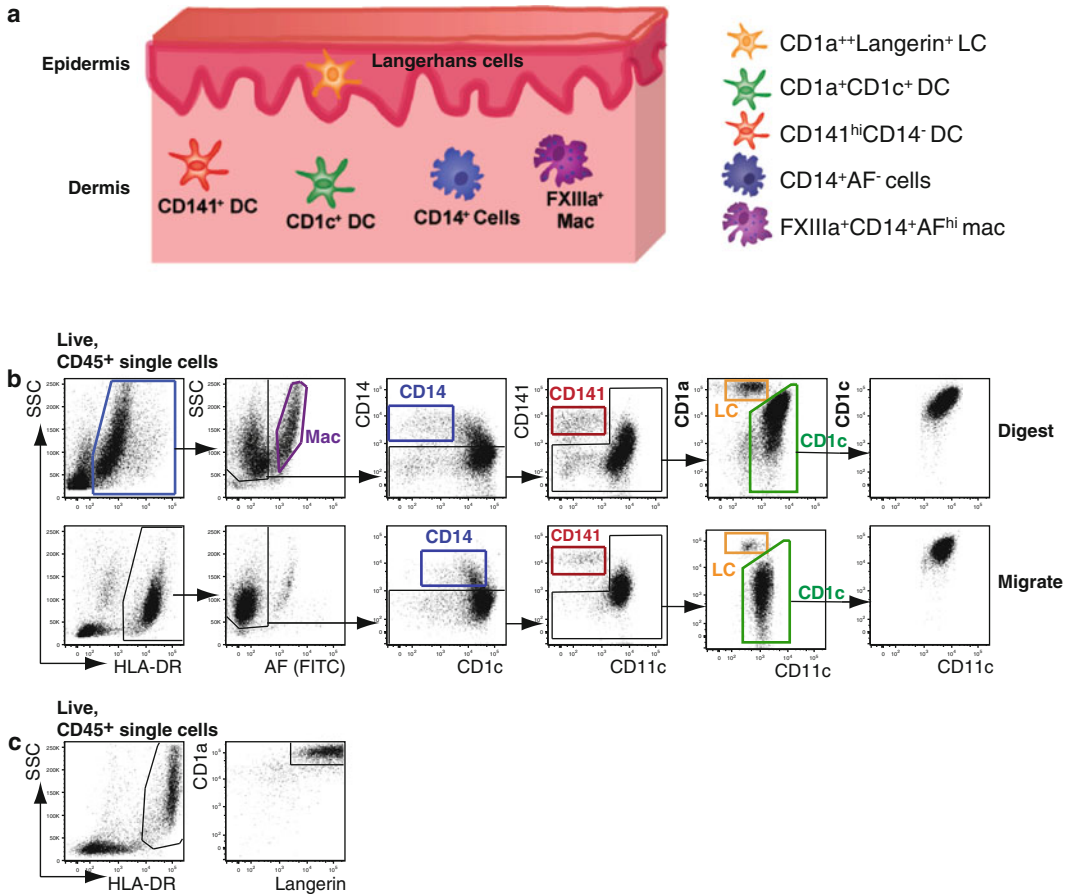 a
Epidermis
Langerhans cells
Dermis
CD141⁺ DC
CD1c⁺ DC
CD14⁺ Cells
FXIIIa⁺
Mac
CD1a⁺⁺Langerin⁺ LC
CD1a⁺CD1c⁺ DC
CD141ʰⁱCD14⁻ DC
CD14⁺AF⁻ cells
FXIIIa⁺CD14⁺AFʰⁱ mac
Live,
CD45+ single cells
b
SSC
SSC
Mac
CD14
CD14
CD141
CD141
CD1a
LC
CD1c
CD1c
Digest
CD14
CD141
LC
CD1c
Migrate
HLA-DR
AF (FITC)
CD1c
CD11c
CD11c
CD11c
Live,
CD45+ single cells
c
SSC
CD1a
HLA-DR
Langerin